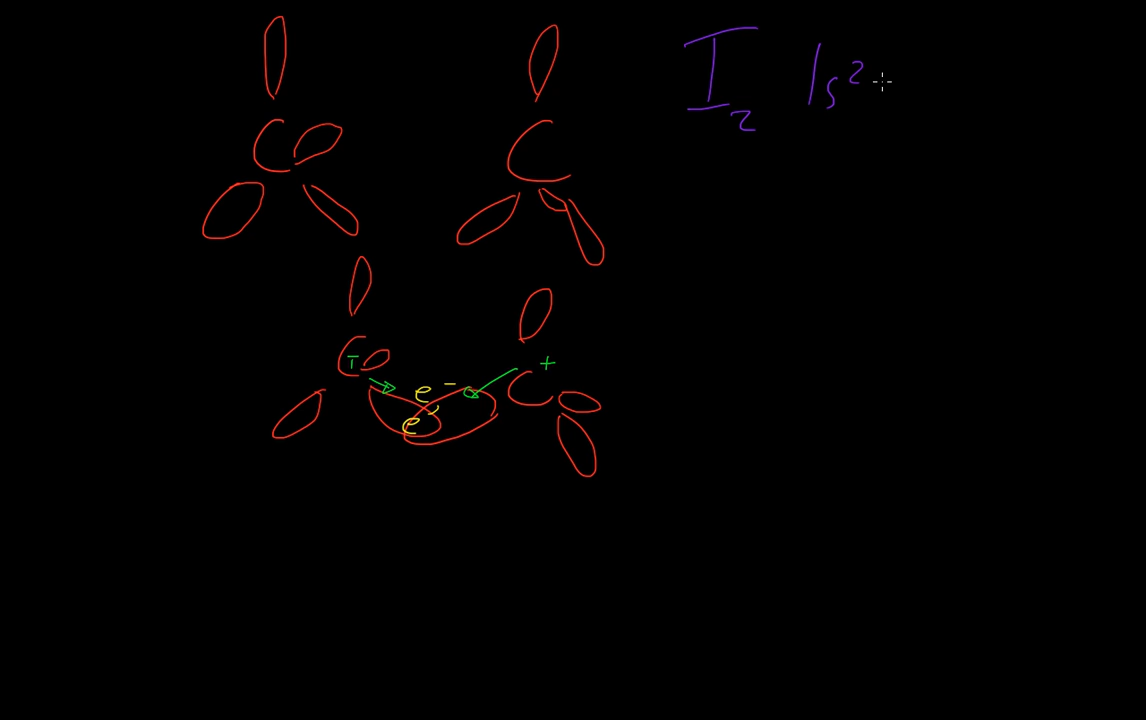 C C
I₂ 1s²
C + C +
e⁻
e⁻